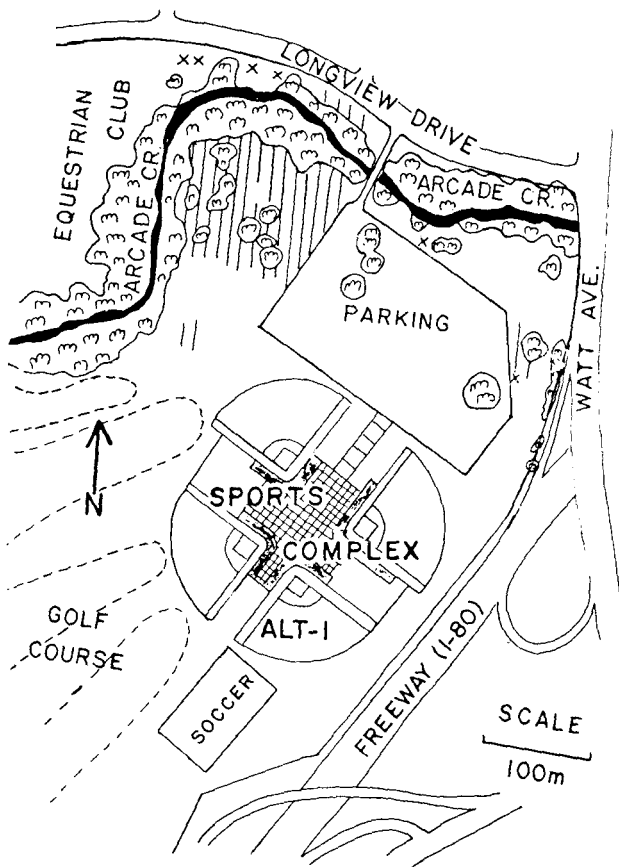 LONGVIEW DRIVE
EQUESTRIAN
CLUB
ARCADE CR.
ARCADE CR.
WATT AVE.
PARKING
N
SPORTS
COMPLEX
ALT-1
GOLF
COURSE
SOCCER
FREEWAY (I-80)
SCALE
100m